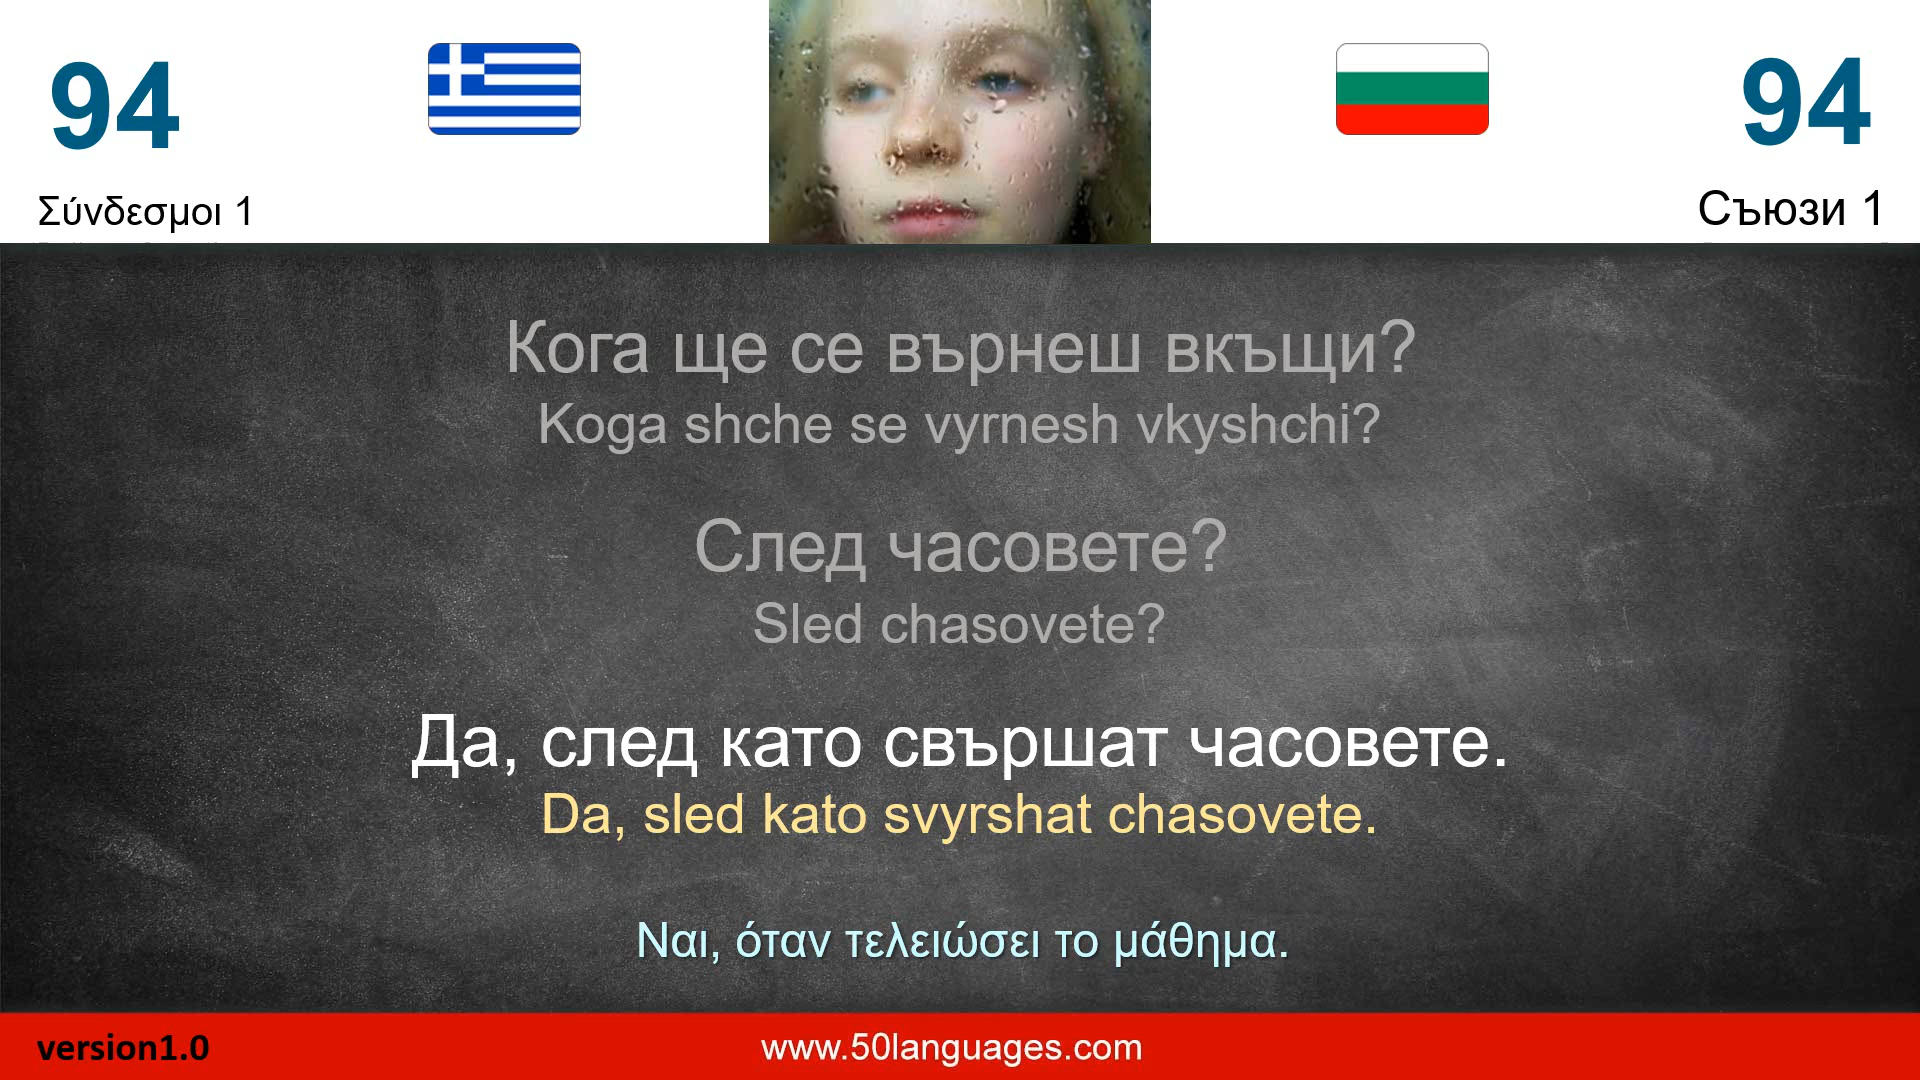 94
94
Σύνδεσμοι 1
Съюзи 1
Кога ще се върнеш вкъщи?
Koga shche se vyrnesh vkyshchi?
След часовете?
Sled chasovete?
Да, след като свършат часовете.
Da, sled kato svyrshat chasovete.
Ναι, όταν τελειώσει το μάθημα.
version1.0
www.50languages.com